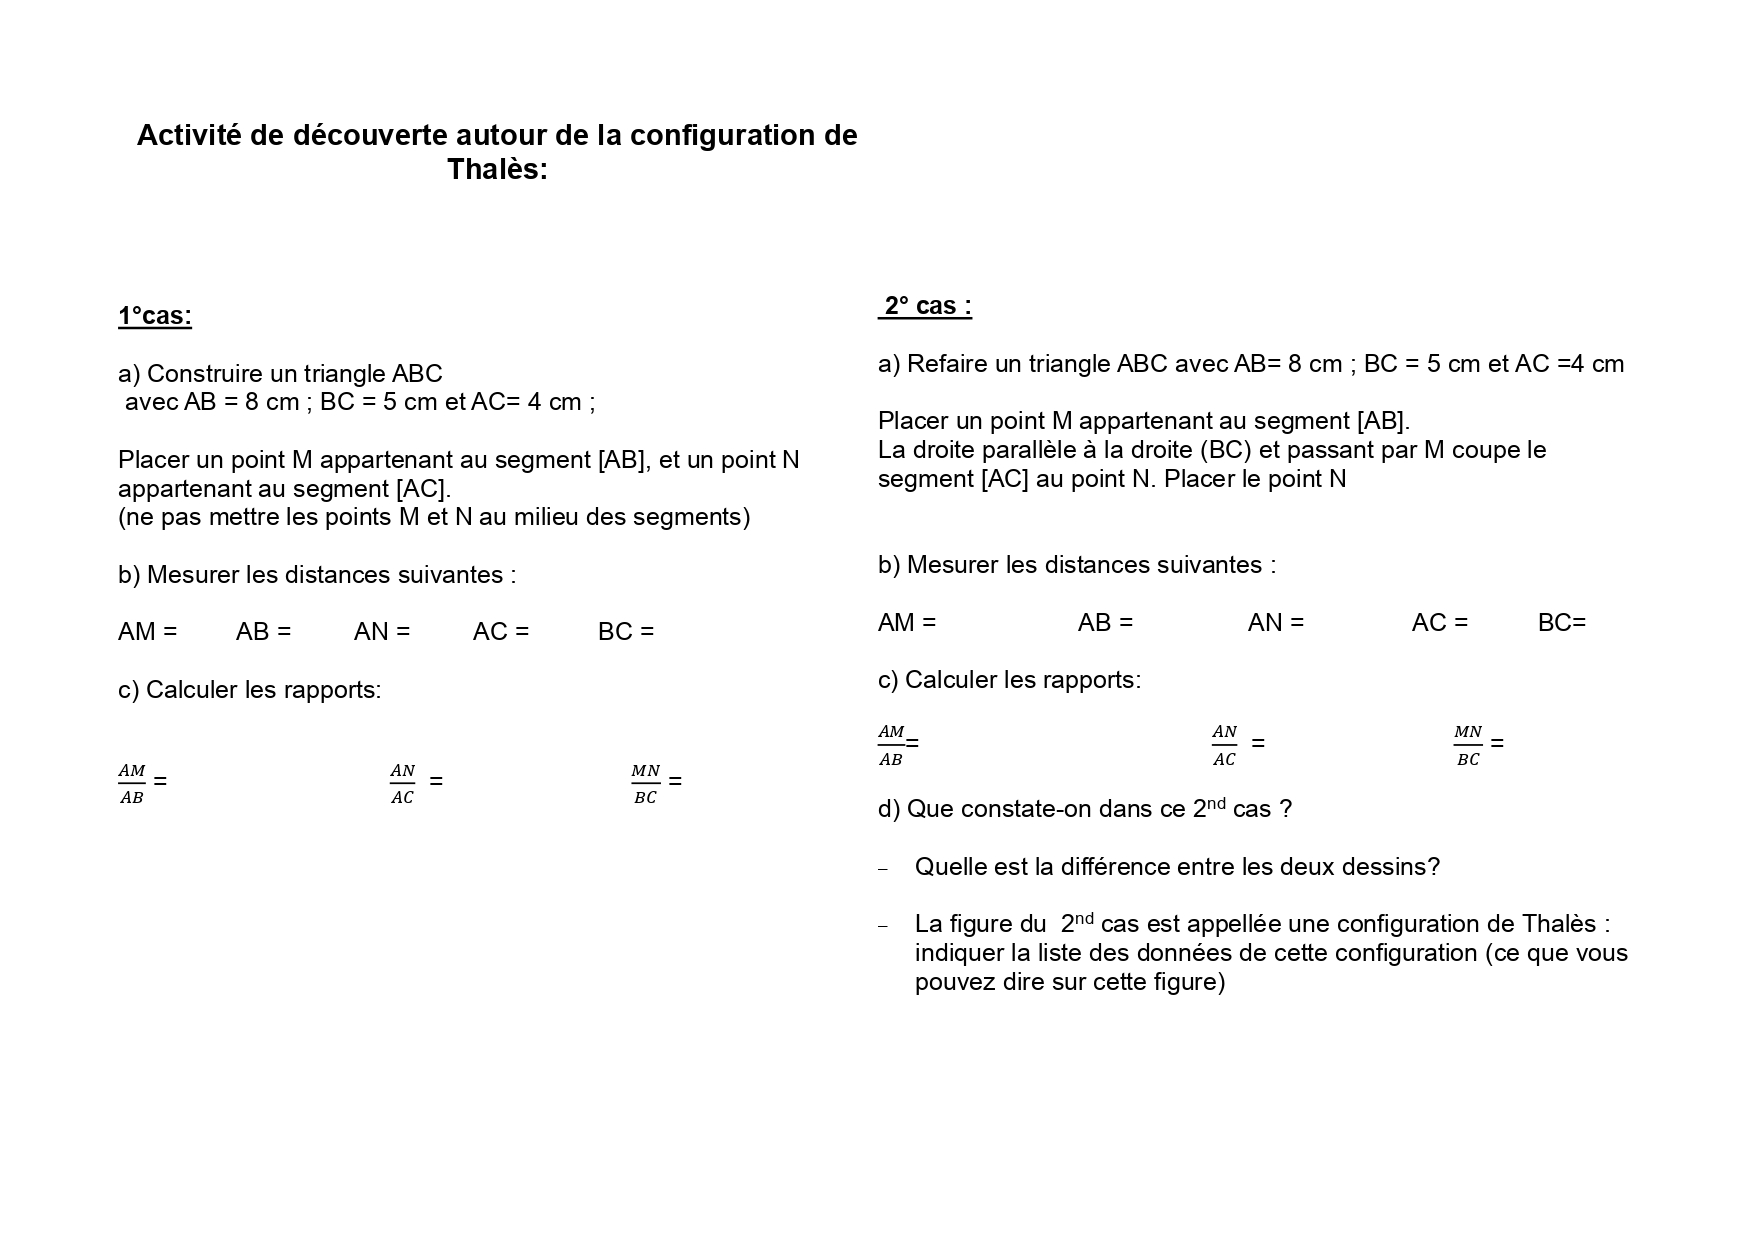 Activité de découverte autour de la configuration de
Thalès:
1°cas:
a) Construire un triangle ABC
avec AB = 8 cm ; BC = 5 cm et AC= 4 cm ;
Placer un point M appartenant au segment [AB], et un point N
appartenant au segment [AC].
(ne pas mettre les points M et N au milieu des segments)
b) Mesurer les distances suivantes :
AM = AB = AN = AC = BC =
c) Calculer les rapports:
AM/AB = AN/AC = MN/BC =
2° cas :
a) Refaire un triangle ABC avec AB= 8 cm ; BC = 5 cm et AC =4 cm
Placer un point M appartenant au segment [AB].
La droite parallèle à la droite (BC) et passant par M coupe le
segment [AC] au point N. Placer le point N
b) Mesurer les distances suivantes :
AM = AB = AN = AC = BC=
c) Calculer les rapports:
AM/AB= AN/AC = MN/BC =
d) Que constate-on dans ce 2nd cas ?
– Quelle est la différence entre les deux dessins?
– La figure du 2nd cas est appellée une configuration de Thalès :
indiquer la liste des données de cette configuration (ce que vous
pouvez dire sur cette figure)